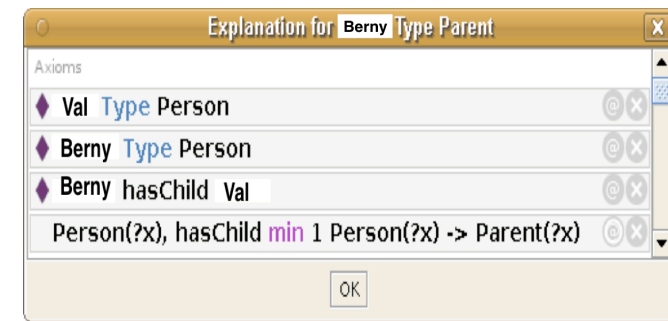 Explanation for Berny Type Parent
Axioms
Val Type Person
Berny Type Person
Berny hasChild Val
Person(?x), hasChild min 1 Person(?x) -> Parent(?x)
OK